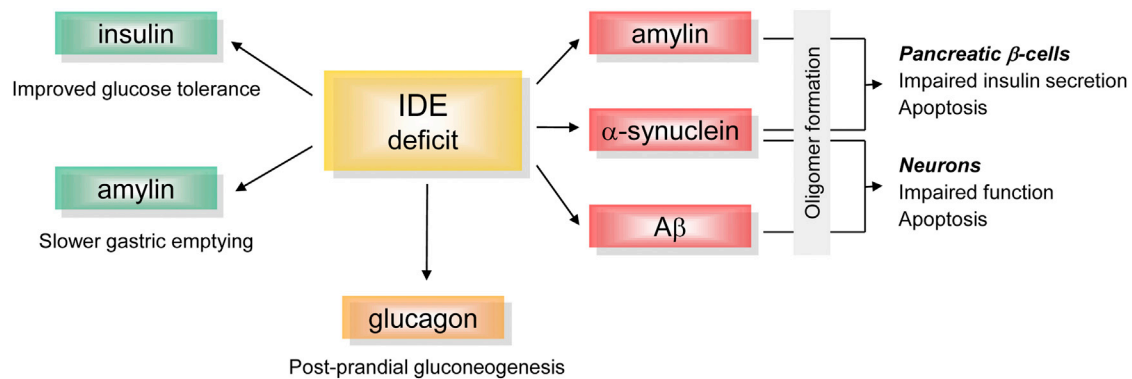 insulin
Improved glucose tolerance
amylin
Slower gastric emptying
IDE
deficit
glucagon
Post-prandial gluconeogenesis
amylin
α-synuclein
Aβ
Oligomer formation
Pancreatic β-cells
Impaired insulin secretion
Apoptosis
Neurons
Impaired function
Apoptosis